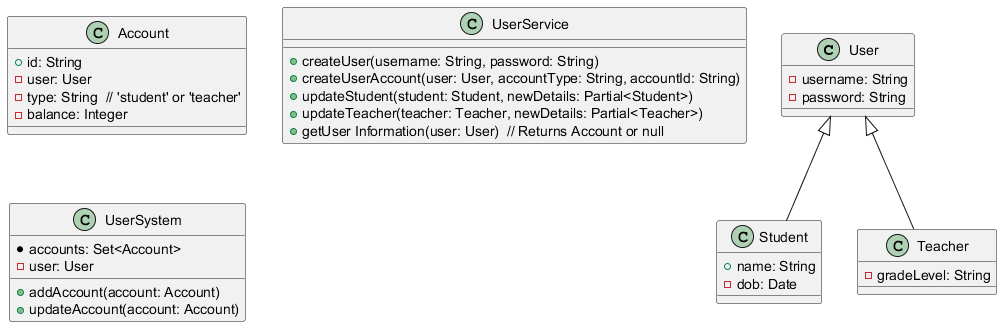 C Account
id: String
user: User
type: String // 'student' or 'teacher'
balance: Integer
C UserService
createUser(username: String, password: String)
createUserAccount(user: User, accountType: String, accountId: String)
updateStudent(student: Student, newDetails: Partial<Student>)
updateTeacher(teacher: Teacher, newDetails: Partial<Teacher>)
getUser Information(user: User) // Returns Account or null
C User
username: String
password: String
C UserSystem
accounts: Set<Account>
user: User
addAccount(account: Account)
updateAccount(account: Account)
C Student
name: String
dob: Date
C Teacher
gradeLevel: String